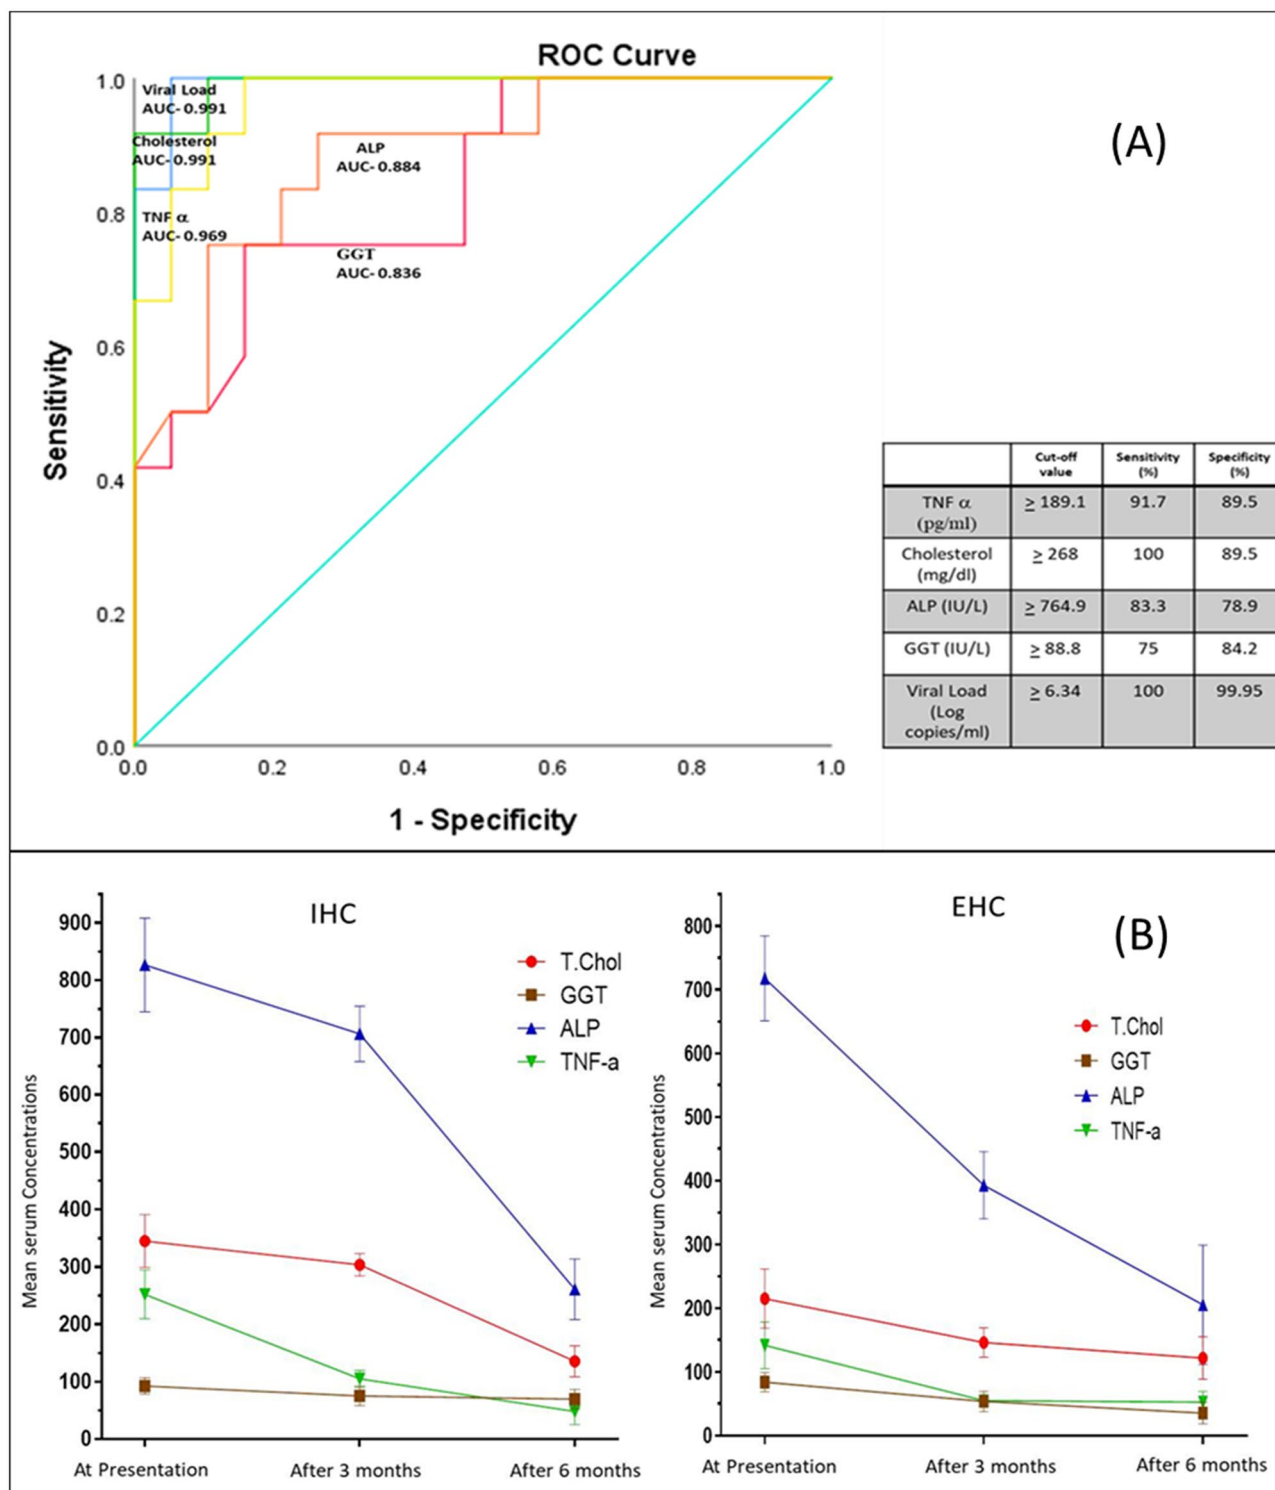 ROC Curve
(A)
1.0
0.8
0.6
0.4
0.2
0.0
Sensitivity
Viral Load
AUC- 0.991
Cholesterol
AUC- 0.991
TNF α
AUC- 0.969
ALP
AUC- 0.884
GGT
AUC- 0.836
0.0 0.2 0.4 0.6 0.8 1.0
1 - Specificity
Cut-off value Sensitivity (%) Specificity (%)
TNF α (pg/ml) ≥ 189.1 91.7 89.5
Cholesterol (mg/dl) ≥ 268 100 89.5
ALP (IU/L) ≥ 764.9 83.3 78.9
GGT (IU/L) ≥ 88.8 75 84.2
Viral Load (Log copies/ml) ≥ 6.34 100 99.95
IHC
Mean serum Concentrations
900
800
700
600
500
400
300
200
100
0
T.Chol
GGT
ALP
TNF-a
At Presentation After 3 months After 6 months
EHC
(B)
Mean serum Concentrations
800
700
600
500
400
300
200
100
0
T.Chol
GGT
ALP
TNF-a
At Presentation After 3 months After 6 months